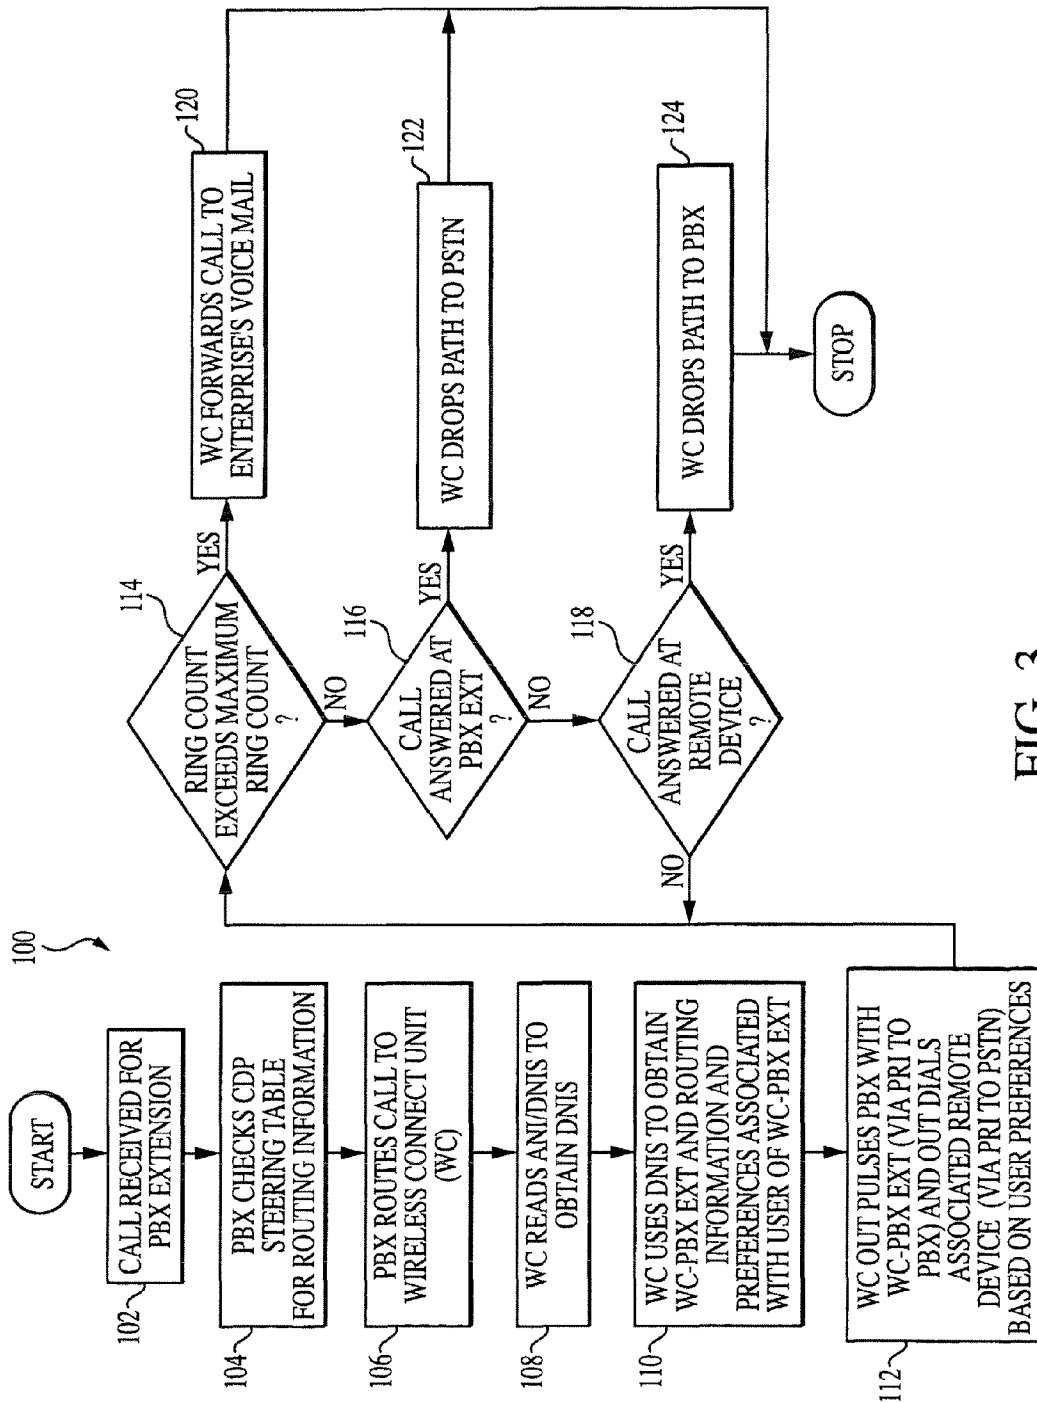 100
START
CALL RECEIVED FOR
PBX EXTENSION
102
PBX CHECKS CDP
STEERING TABLE
FOR ROUTING INFORMATION
104
PBX ROUTES CALL TO
WIRELESS CONNECT UNIT
(WC)
106
WC READS ANI/DNIS TO
OBTAIN DNIS
108
WC USES DNIS TO OBTAIN
WC-PBX EXT AND ROUTING
INFORMATION AND
PREFERENCES ASSOCIATED
WITH USER OF WC-PBX EXT
110
WC OUT PULSES PBX WITH
WC-PBX EXT (VIA PRI TO
PBX) AND OUT DIALS
ASSOCIATED REMOTE
DEVICE (VIA PRI TO PSTN)
BASED ON USER PREFERENCES
112
RING COUNT
EXCEEDS MAXIMUM
RING COUNT
?
114
YES
NO
WC FORWARDS CALL TO
ENTERPRISE'S VOICE MAIL
120
CALL
ANSWERED AT
PBX EXT
?
116
YES
NO
WC DROPS PATH TO PSTN
122
CALL
ANSWERED AT
REMOTE
DEVICE
?
118
YES
NO
WC DROPS PATH TO PBX
124
STOP
FIG. 3